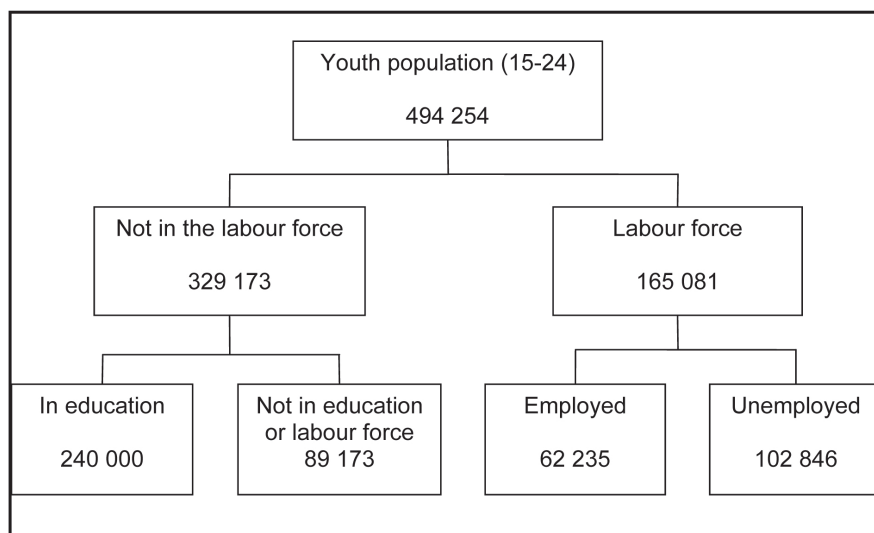 Youth population (15-24)
494 254
Not in the labour force
329 173
Labour force
165 081
In education
240 000
Not in education
or labour force
89 173
Employed
62 235
Unemployed
102 846